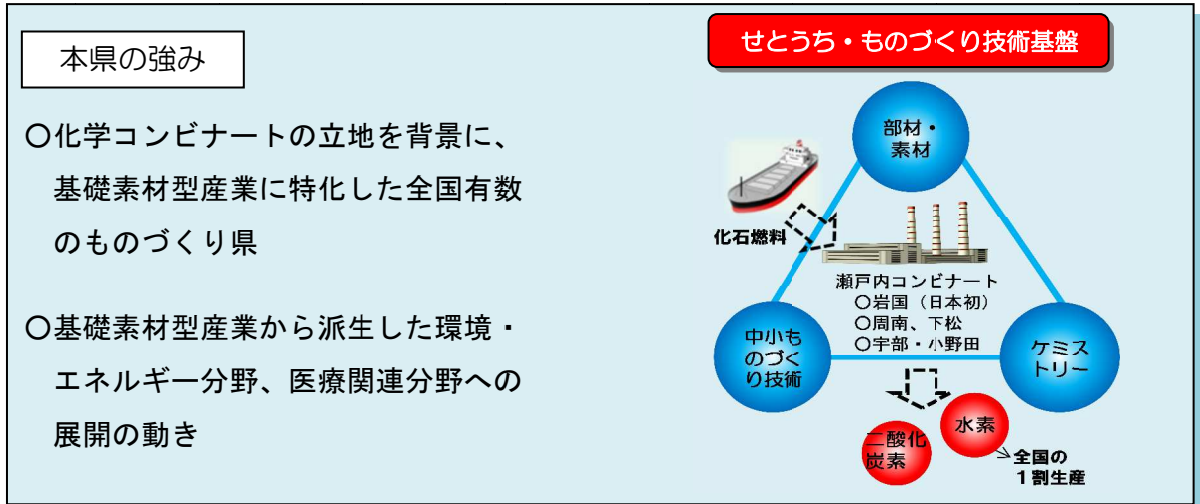 本県の強み
〇化学コンビナートの立地を背景に、
基礎素材型産業に特化した全国有数
のものづくり県
〇基礎素材型産業から派生した環境・
エネルギー分野、医療関連分野への
展開の動き
せとうち・ものづくり技術基盤
部材・
素材
化石燃料
瀬戸内コンビナート
〇岩国（日本初）
〇周南、下松
〇宇部・小野田
中小も
のづく
り技術
ケミス
トリー
二酸化
炭素
水素
全国の
１割生産